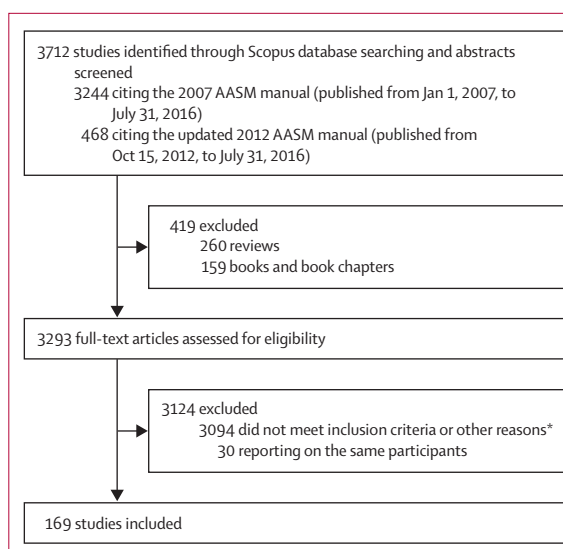 3712 studies identified through Scopus database searching and abstracts
screened
3244 citing the 2007 AASM manual (published from Jan 1, 2007, to
July 31, 2016)
468 citing the updated 2012 AASM manual (published from
Oct 15, 2012, to July 31, 2016)
419 excluded
260 reviews
159 books and book chapters
3293 full-text articles assessed for eligibility
3124 excluded
3094 did not meet inclusion criteria or other reasons*
30 reporting on the same participants
169 studies included